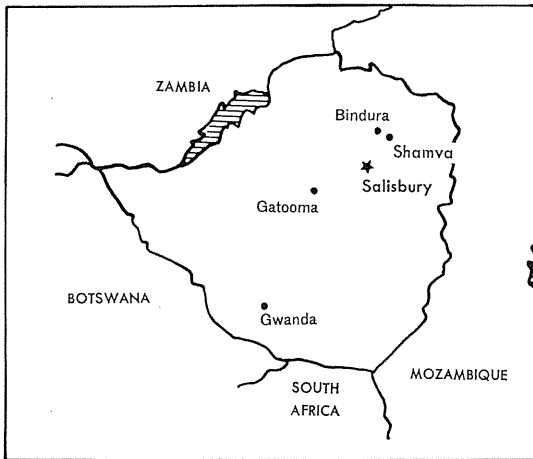 ZAMBIA
Bindura
Shamva
Salisbury
Gatooma
BOTSWANA
Gwanda
MOZAMBIQUE
SOUTH
AFRICA